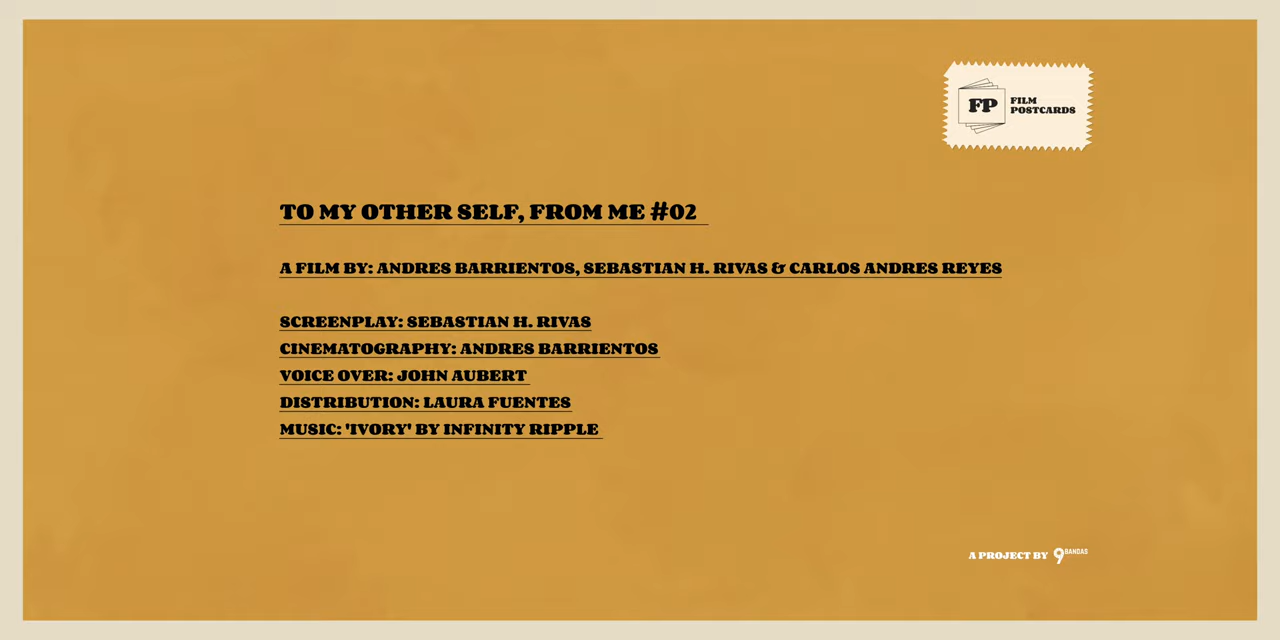 FP
FILM
POSTCARDS
TO MY OTHER SELF, FROM ME #02
A FILM BY: ANDRES BARRIENTOS, SEBASTIAN H. RIVAS & CARLOS ANDRES REYES
SCREENPLAY: SEBASTIAN H. RIVAS
CINEMATOGRAPHY: ANDRES BARRIENTOS
VOICE OVER: JOHN AUBERT
DISTRIBUTION: LAURA FUENTES
MUSIC: 'IVORY' BY INFINITY RIPPLE
A PROJECT BY 9BANDAS